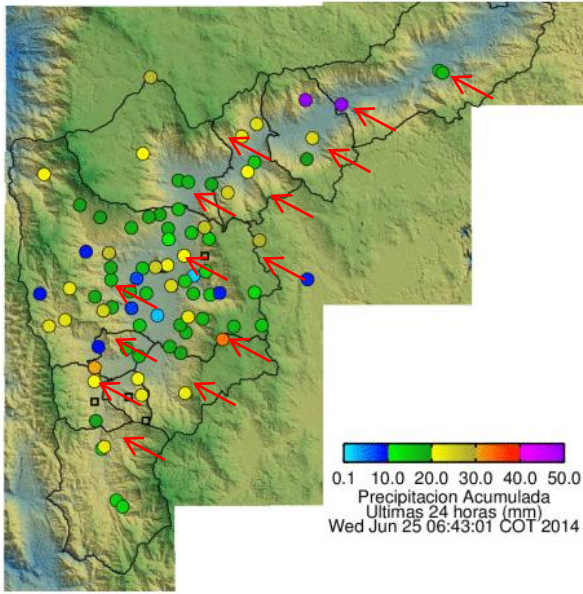 0.1 10.0 20.0 30.0 40.0 50.0
Precipitacion Acumulada
Ultimas 24 horas (mm)
Wed Jun 25 06:43:01 COT 2014